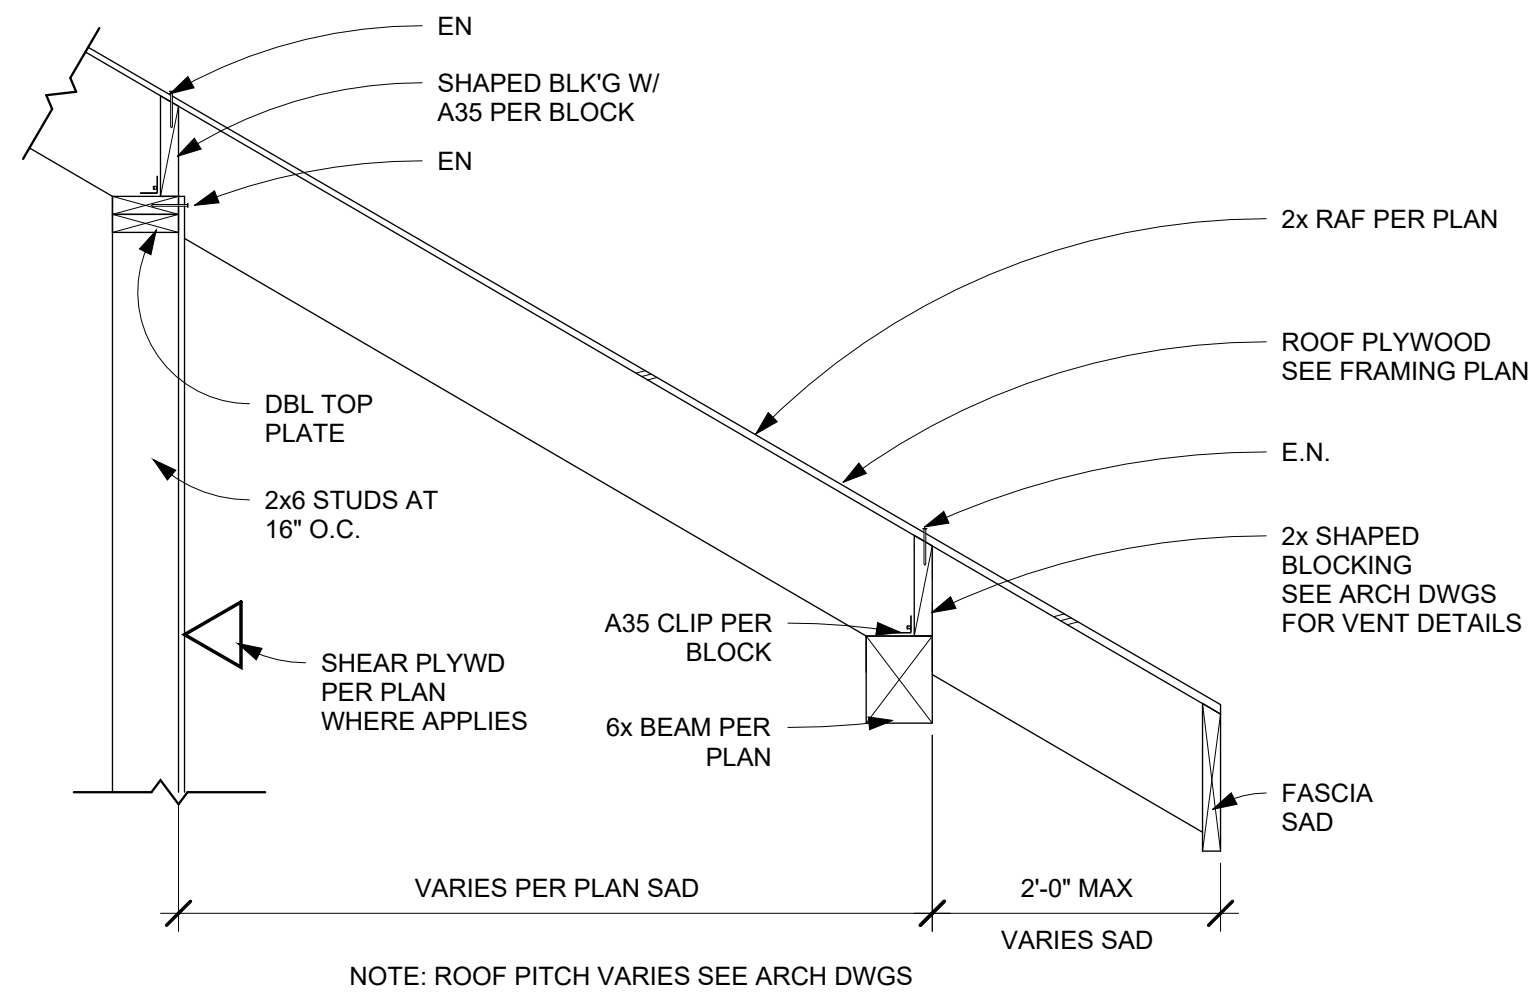 EN
SHAPED BLK'G W/
A35 PER BLOCK
EN
2x RAF PER PLAN
ROOF PLYWOOD
SEE FRAMING PLAN
DBL TOP
PLATE
E.N.
2x6 STUDS AT
16" O.C.
2x SHAPED
BLOCKING
SEE ARCH DWGS
FOR VENT DETAILS
A35 CLIP PER
BLOCK
SHEAR PLYWD
PER PLAN
WHERE APPLIES
6x BEAM PER
PLAN
FASCIA
SAD
VARIES PER PLAN SAD
2'-0" MAX
VARIES SAD
NOTE: ROOF PITCH VARIES SEE ARCH DWGS